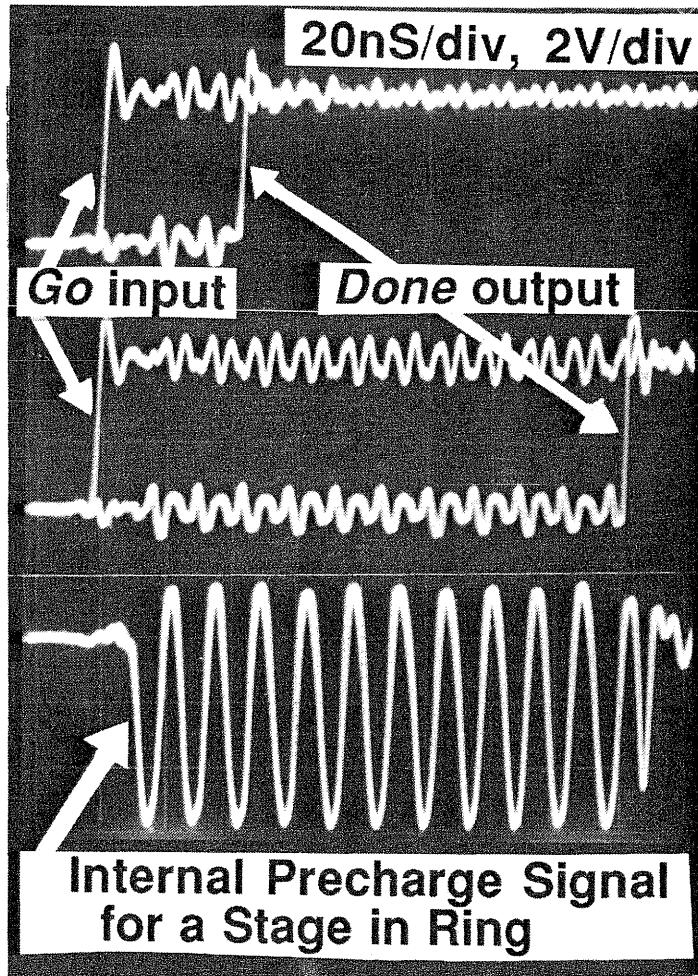 20nS/div, 2V/div
Go input
Done output
Internal Precharge Signal
for a Stage in Ring